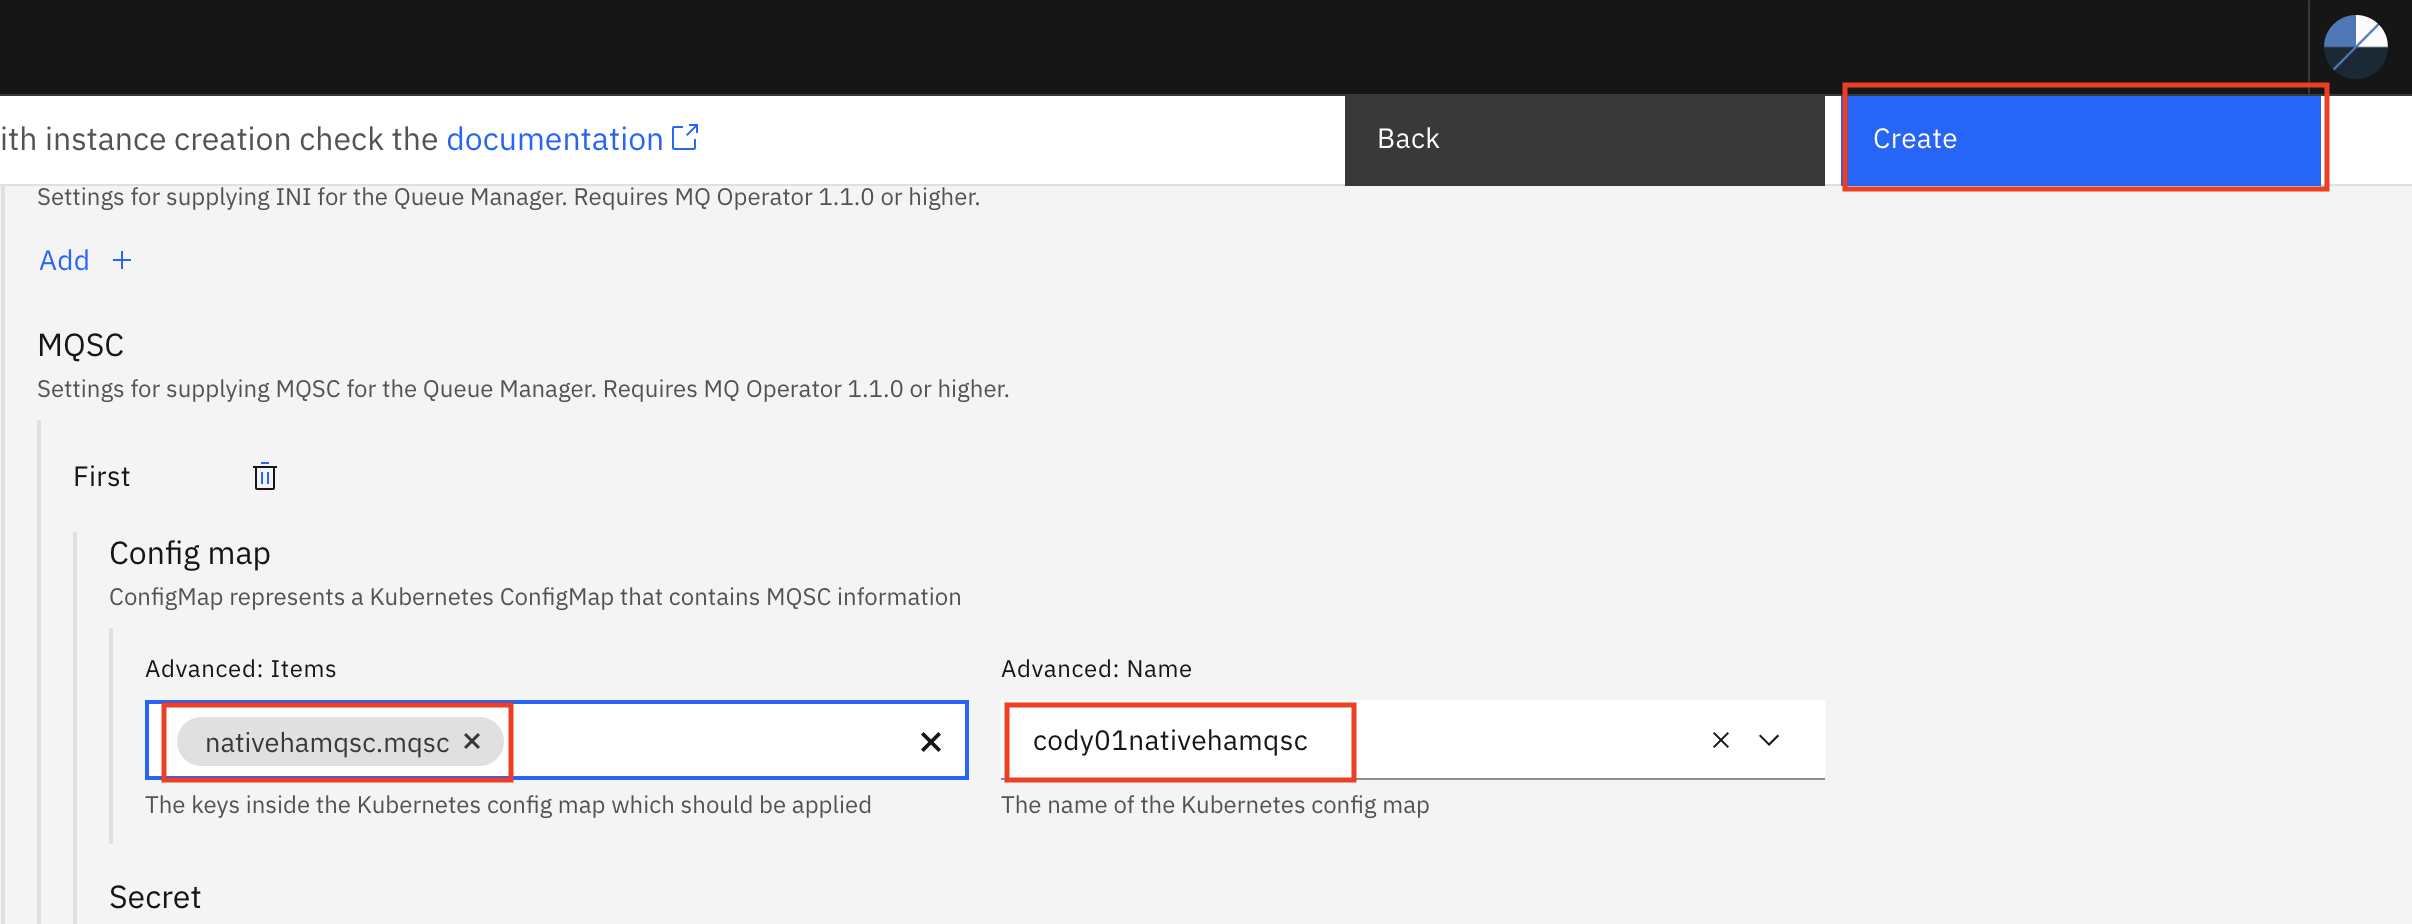 ith instance creation check the documentation
Back
Create
Settings for supplying INI for the Queue Manager. Requires MQ Operator 1.1.0 or higher.
Add +
MQSC
Settings for supplying MQSC for the Queue Manager. Requires MQ Operator 1.1.0 or higher.
First
Config map
ConfigMap represents a Kubernetes ConfigMap that contains MQSC information
Advanced: Items
Advanced: Name
nativehamqsc.mqsc
cody01nativehamqsc
The keys inside the Kubernetes config map which should be applied
The name of the Kubernetes config map
Secret